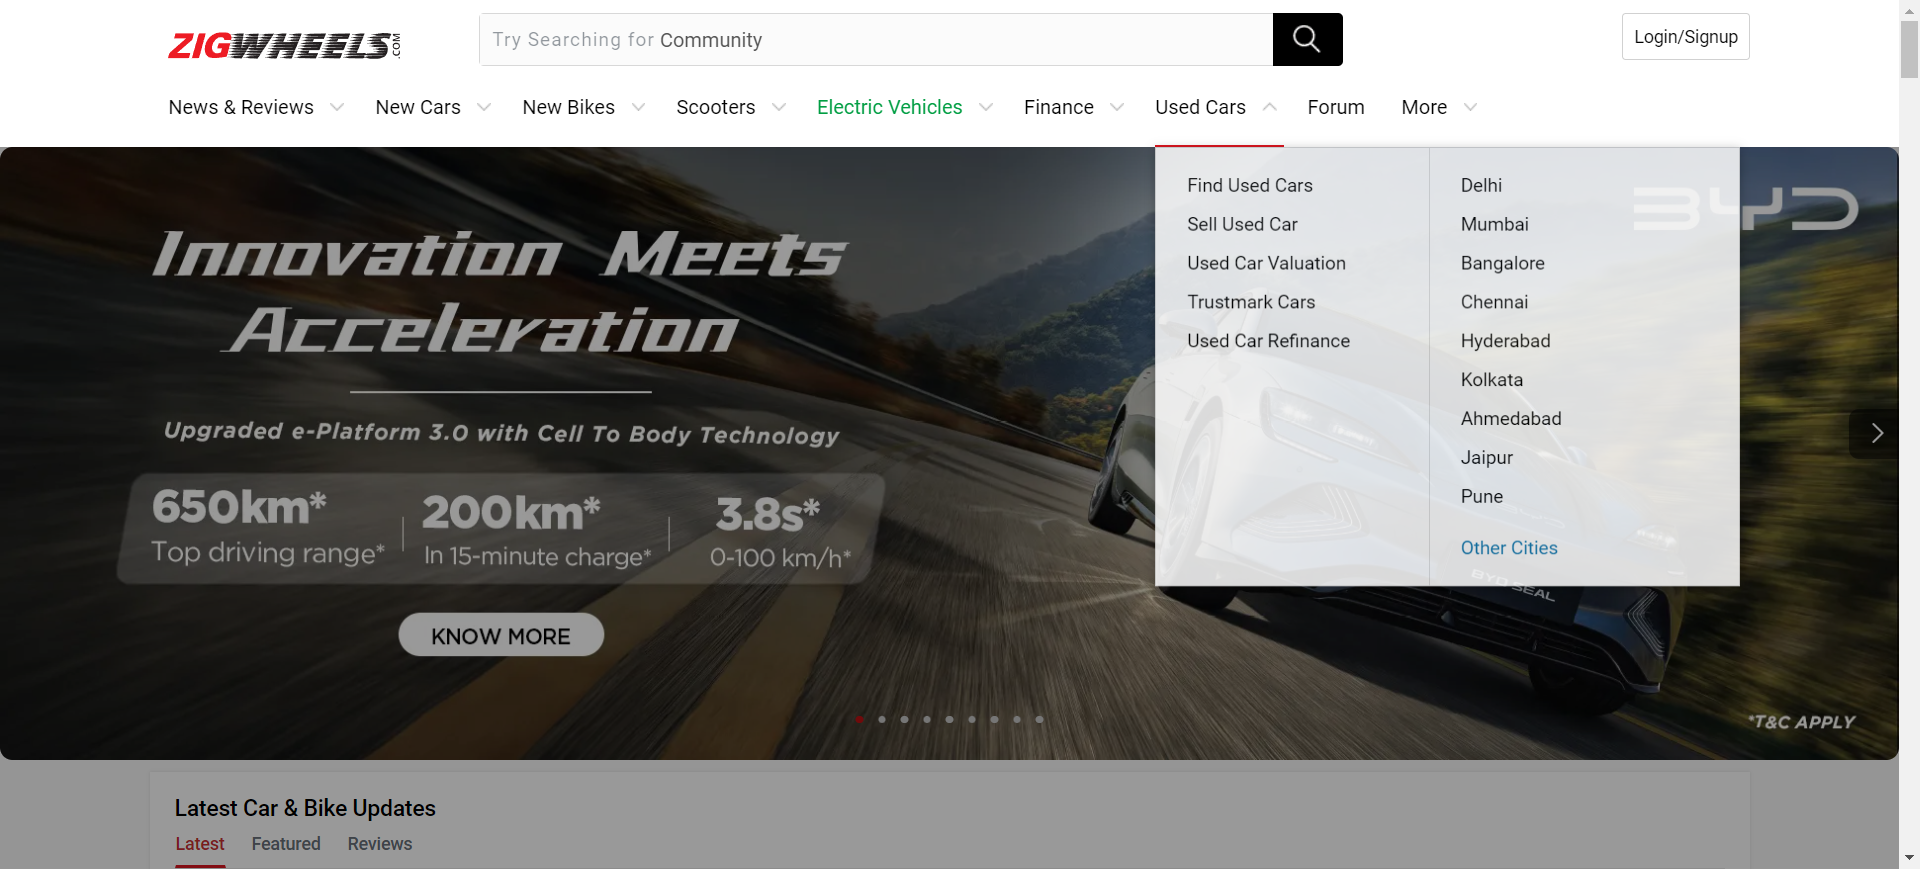 ZIGWHEELS.COM
Try Searching for Community
Login/Signup
News & Reviews
New Cars
New Bikes
Scooters
Electric Vehicles
Finance
Used Cars
Forum
More
Find Used Cars
Sell Used Car
Used Car Valuation
Trustmark Cars
Used Car Refinance
Delhi
Mumbai
Bangalore
Chennai
Hyderabad
Kolkata
Ahmedabad
Jaipur
Pune
Other Cities
BYD
Innovation Meets
Acceleration
Upgraded e-Platform 3.0 with Cell To Body Technology
650km*
Top driving range*
200km*
In 15-minute charge*
3.8s*
0-100 km/h*
KNOW MORE
BYD SEAL
*T&C APPLY
Latest Car & Bike Updates
Latest
Featured
Reviews